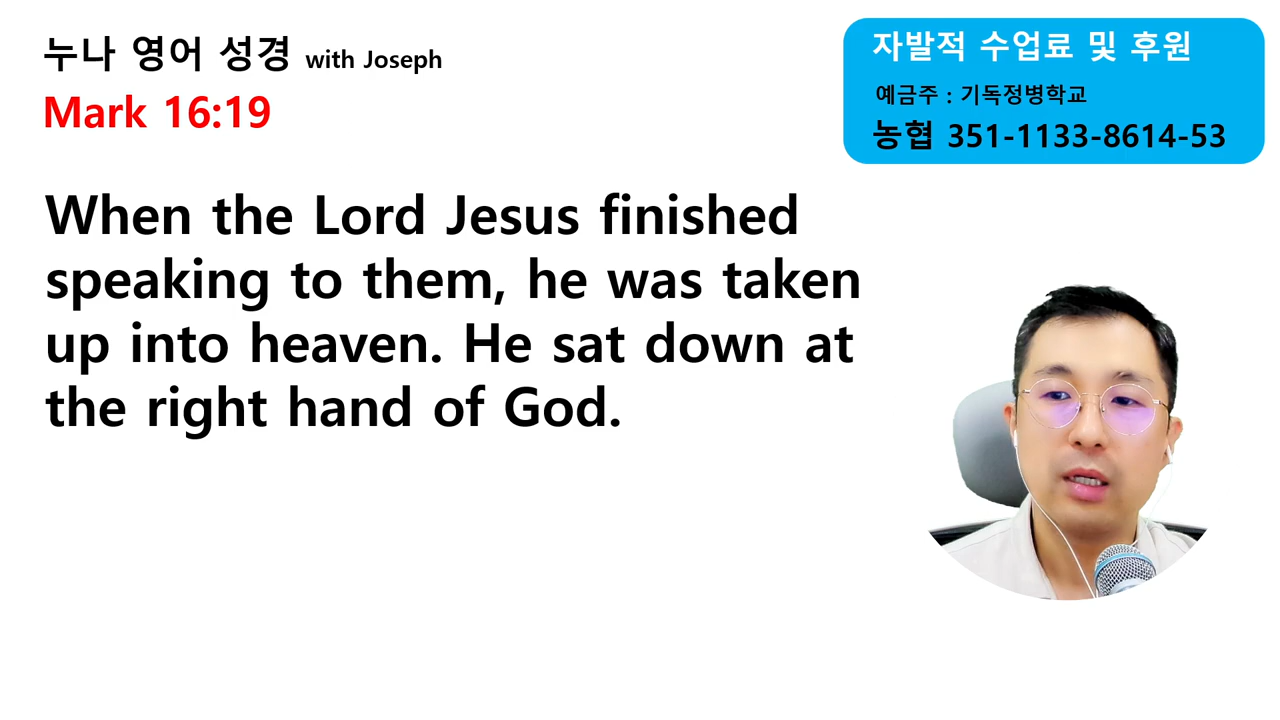 누나 영어 성경 with Joseph
Mark 16:19
자발적 수업료 및 후원
예금주 : 기독정병학교
농협 351-1133-8614-53
When the Lord Jesus finished
speaking to them, he was taken
up into heaven. He sat down at
the right hand of God.